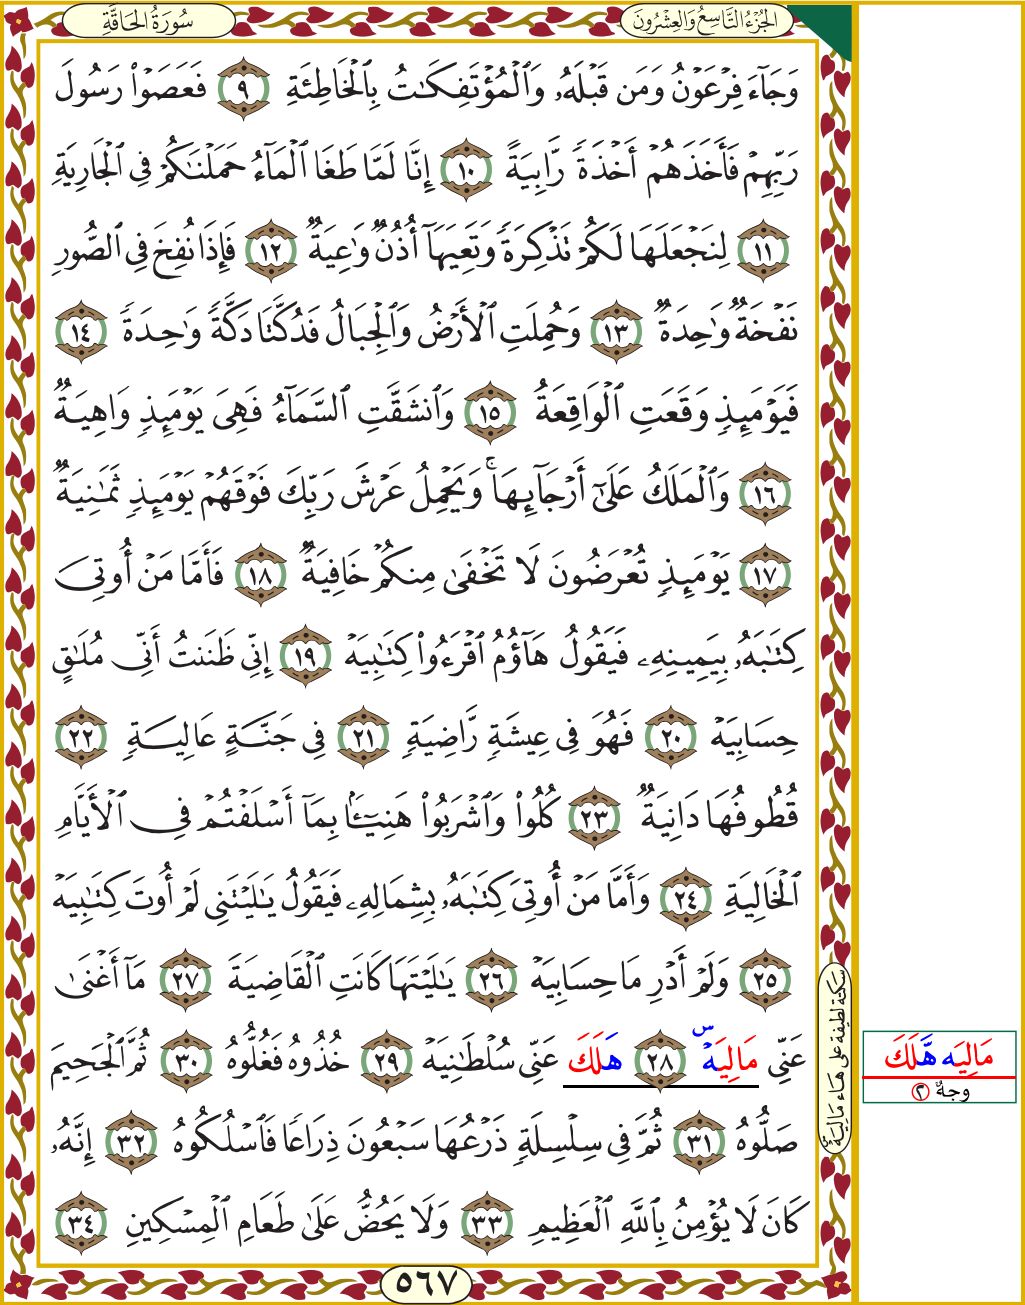 سُورَةُ الحَاقَّةِ
الجُزْءُ التَّاسِعُ وَالعِشْرُونَ
وَجَآءَ فِرْعَوْنُ وَمَن قَبْلَهُۥ وَٱلْمُؤْتَفِكَٰتُ بِٱلْخَاطِئَةِ ٩ فَعَصَوْا۟ رَسُولَ
رَبِّهِمْ فَأَخَذَهُمْ أَخْذَةً رَّابِيَةً ١٠ إِنَّا لَمَّا طَغَا ٱلْمَآءُ حَمَلْنَٰكُمْ فِى ٱلْجَارِيَةِ
١١ لِنَجْعَلَهَا لَكُمْ تَذْكِرَةً وَتَعِيَهَآ أُذُنٌ وَٰعِيَةٌ ١٢ فَإِذَا نُفِخَ فِى ٱلصُّورِ
نَفْخَةٌ وَٰحِدَةٌ ١٣ وَحُمِلَتِ ٱلْأَرْضُ وَٱلْجِبَالُ فَدُكَّتَا دَكَّةً وَٰحِدَةً ١٤
فَيَوْمَئِذٍ وَقَعَتِ ٱلْوَاقِعَةُ ١٥ وَٱنشَقَّتِ ٱلسَّمَآءُ فَهِىَ يَوْمَئِذٍ وَاهِيَةٌ
١٦ وَٱلْمَلَكُ عَلَىٰٓ أَرْجَآئِهَا ۚ وَيَحْمِلُ عَرْشَ رَبِّكَ فَوْقَهُمْ يَوْمَئِذٍ ثَمَٰنِيَةٌ
١٧ يَوْمَئِذٍ تُعْرَضُونَ لَا تَخْفَىٰ مِنكُمْ خَافِيَةٌ ١٨ فَأَمَّا مَنْ أُوتِىَ
كِتَٰبَهُۥ بِيَمِينِهِۦ فَيَقُولُ هَآؤُمُ ٱقْرَءُوا۟ كِتَٰبِيَهْ ١٩ إِنِّى ظَنَنتُ أَنِّى مُلَٰقٍ
حِسَابِيَهْ ٢٠ فَهُوَ فِى عِيشَةٍ رَّاضِيَةٍ ٢١ فِى جَنَّةٍ عَالِيَةٍ ٢٢
قُطُوفُهَا دَانِيَةٌ ٢٣ كُلُوا۟ وَٱشْرَبُوا۟ هَنِيٓـًٔۢا بِمَآ أَسْلَفْتُمْ فِى ٱلْأَيَّامِ
ٱلْخَالِيَةِ ٢٤ وَأَمَّا مَنْ أُوتِىَ كِتَٰبَهُۥ بِشِمَالِهِۦ فَيَقُولُ يَٰلَيْتَنِى لَمْ أُوتَ كِتَٰبِيَهْ
٢٥ وَلَمْ أَدْرِ مَا حِسَابِيَهْ ٢٦ يَٰلَيْتَهَا كَانَتِ ٱلْقَاضِيَةَ ٢٧ مَآ أَغْنَىٰ
عَنِّى مَالِيَهْ ۜ ٢٨ هَلَكَ عَنِّى سُلْطَٰنِيَهْ ٢٩ خُذُوهُ فَغُلُّوهُ ٣٠ ثُمَّ ٱلْجَحِيمَ
صَلُّوهُ ٣١ ثُمَّ فِى سِلْسِلَةٍ ذَرْعُهَا سَبْعُونَ ذِرَاعًا فَٱسْلُكُوهُ ٣٢ إِنَّهُۥ
كَانَ لَا يُؤْمِنُ بِٱللَّهِ ٱلْعَظِيمِ ٣٣ وَلَا يَحُضُّ عَلَىٰ طَعَامِ ٱلْمِسْكِينِ ٣٤
٥٦٧
سكتة لطيفة على هاء مَالِيَهْ ۜ
مَالِيَه هَّلَكَ
وجهٌ ٢